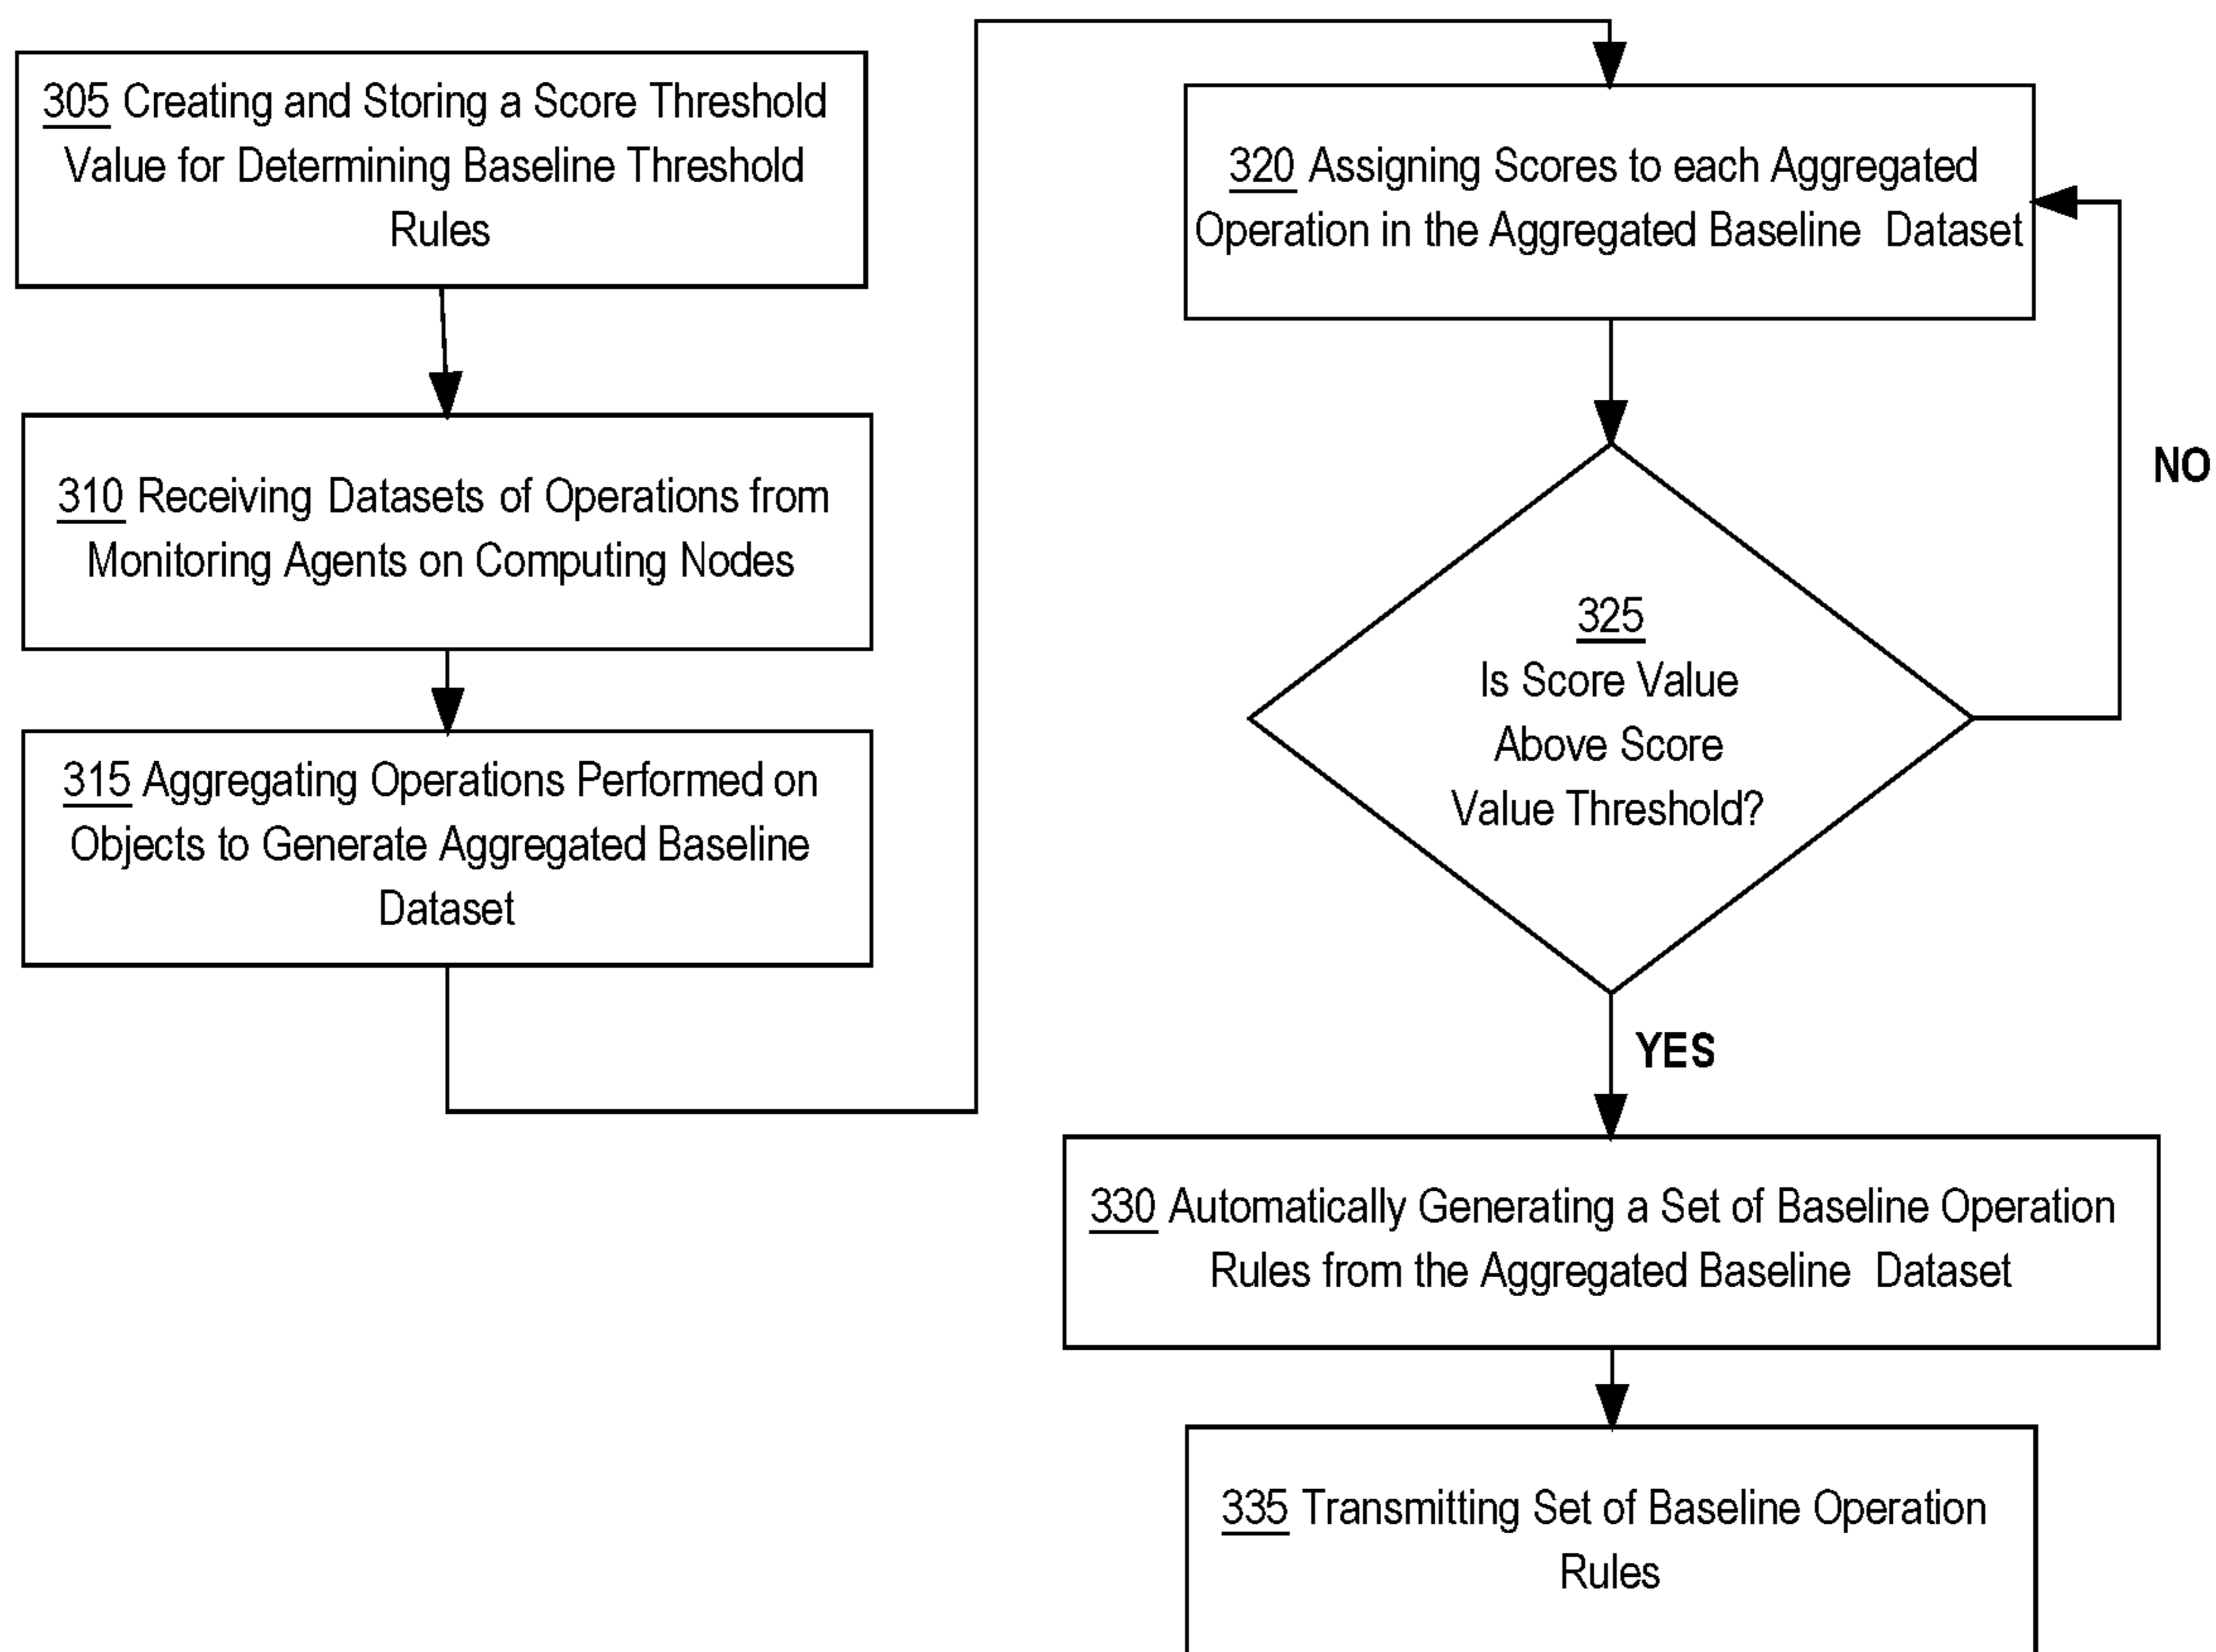 305 Creating and Storing a Score Threshold
Value for Determining Baseline Threshold
Rules
310 Receiving Datasets of Operations from
Monitoring Agents on Computing Nodes
315 Aggregating Operations Performed on
Objects to Generate Aggregated Baseline
Dataset
320 Assigning Scores to each Aggregated
Operation in the Aggregated Baseline Dataset
NO
325
Is Score Value
Above Score
Value Threshold?
YES
330 Automatically Generating a Set of Baseline Operation
Rules from the Aggregated Baseline Dataset
335 Transmitting Set of Baseline Operation
Rules